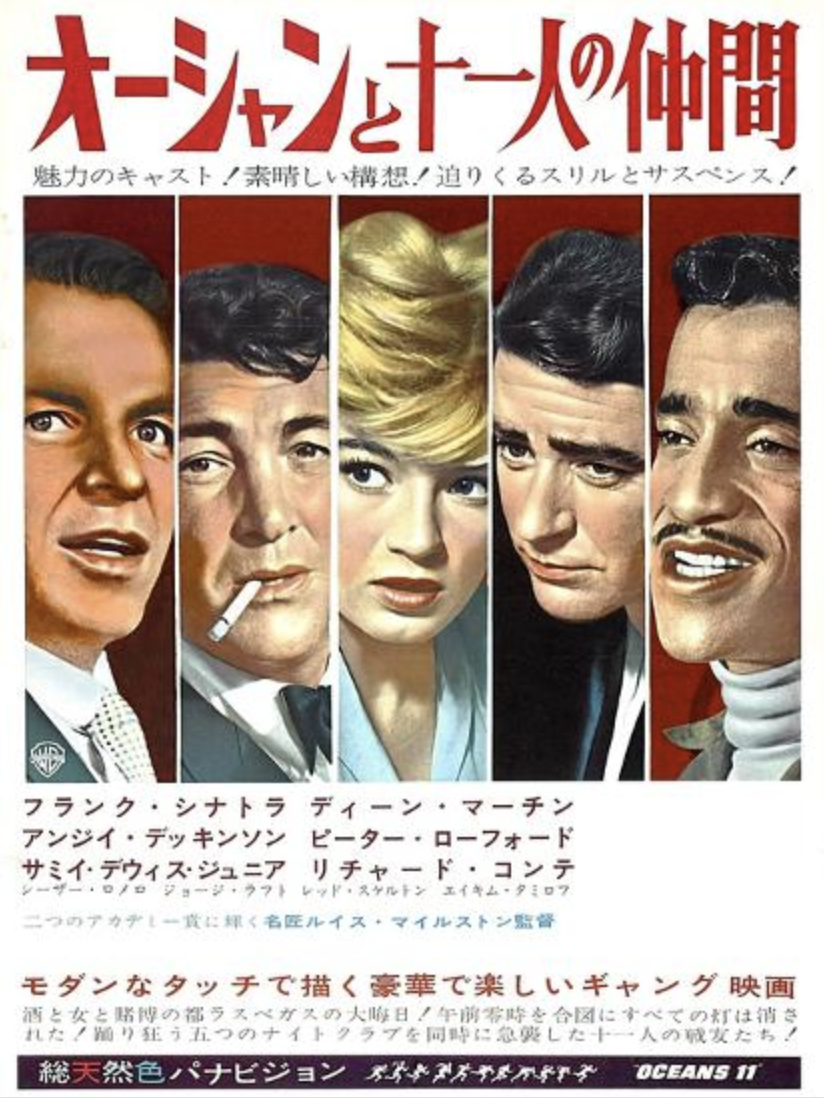 オーシャンと十一人の仲間
魅力のキャスト!素晴しい構想!迫りくるスリルとサスペンス!
WB
フランク・シナトラ ディーン・マーチン
アンジイ・デッキンソン ピーター・ローフォード
サミイ・デヴィス・ジュニア リチャード・コンテ
シーザー・ロメロ ジョージ・ラフト レッド・スケルトン エイキム・タミロフ
二つのアカデミー賞に輝く名匠ルイス・マイルストン監督
モダンなタッチで描く豪華で楽しいギャング映画
酒と女と賭博の都ラスベガスの大晦日!午前零時を合図にすべての灯は消さ
れた!踊り狂う五つのナイトクラブを同時に急襲した十一人の戦友たち!
総天然色パナビジョン "OCEANS 11"